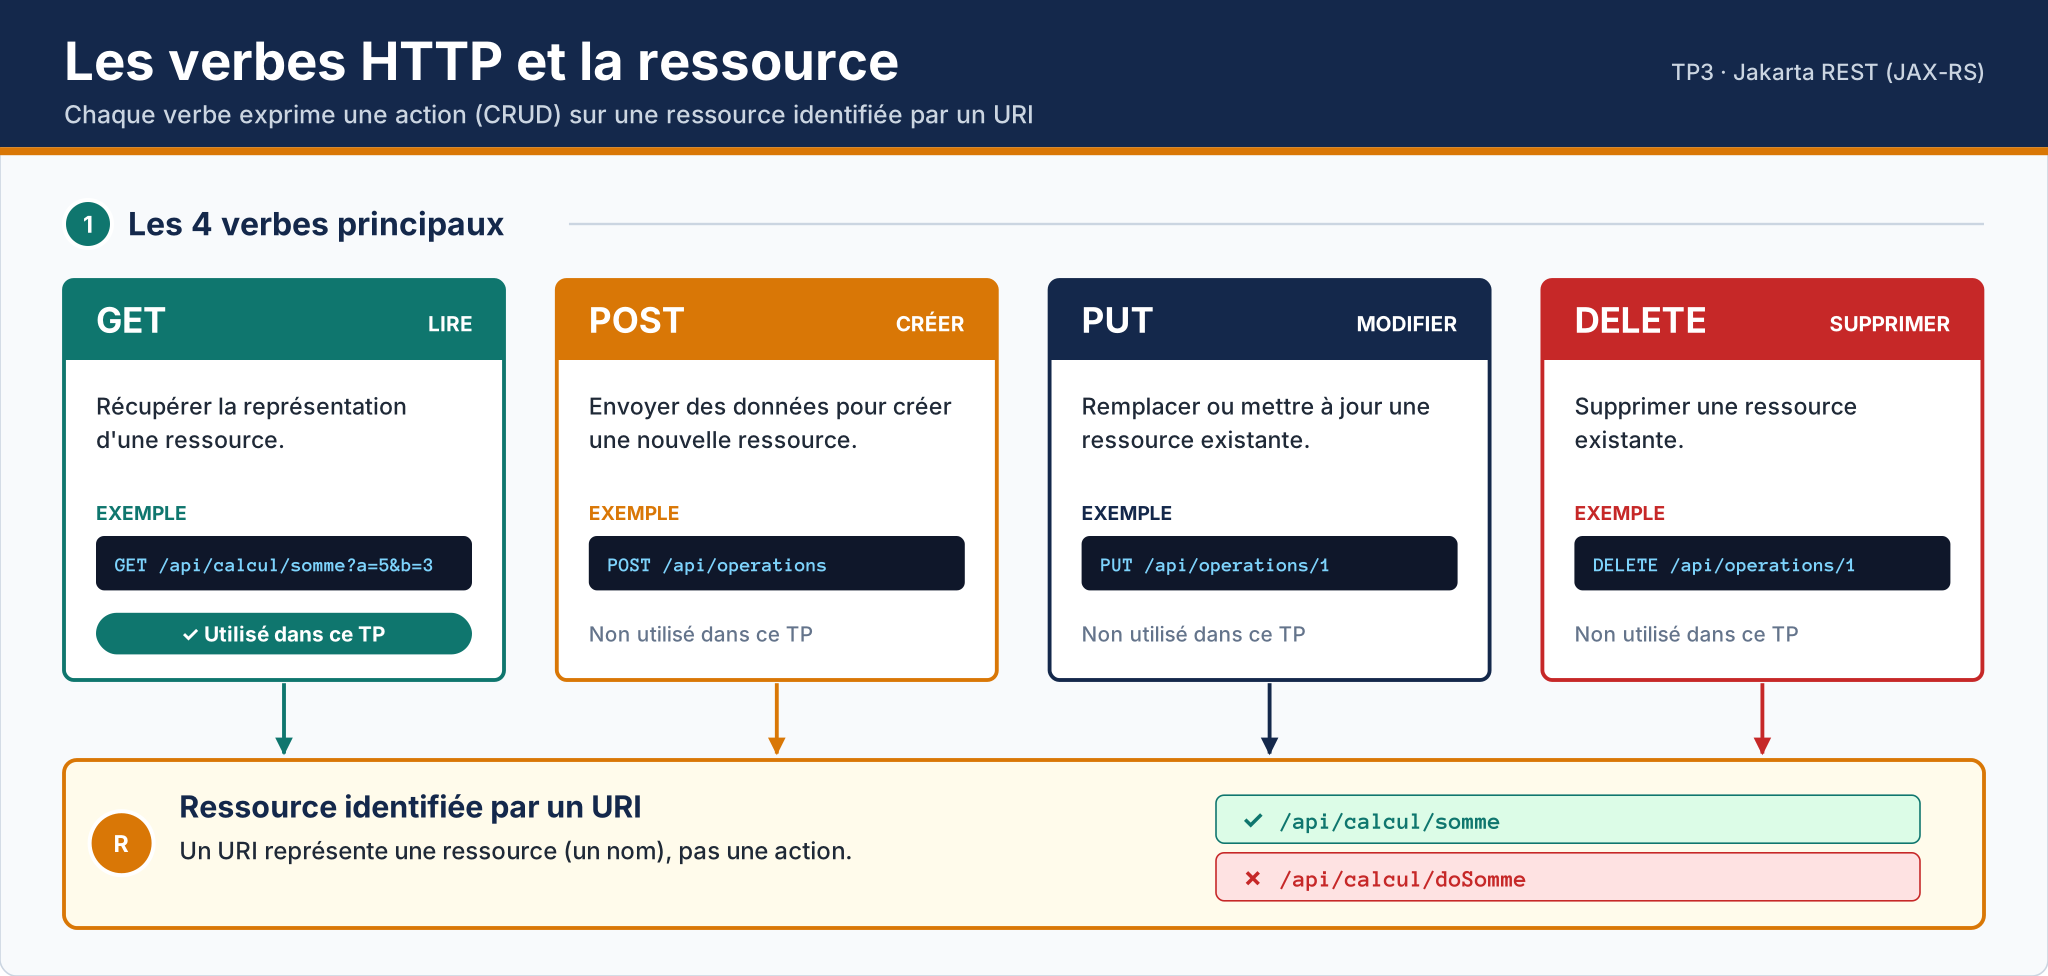 Les verbes HTTP et la ressource
TP3 · Jakarta REST (JAX-RS)
Chaque verbe exprime une action (CRUD) sur une ressource identifiée par un URI
1 Les 4 verbes principaux
GET LIRE
Récupérer la représentation
d'une ressource.
EXEMPLE
GET /api/calcul/somme?a=5&b=3
✓ Utilisé dans ce TP
POST CRÉER
Envoyer des données pour créer
une nouvelle ressource.
EXEMPLE
POST /api/operations
Non utilisé dans ce TP
PUT MODIFIER
Remplacer ou mettre à jour une
ressource existante.
EXEMPLE
PUT /api/operations/1
Non utilisé dans ce TP
DELETE SUPPRIMER
Supprimer une ressource
existante.
EXEMPLE
DELETE /api/operations/1
Non utilisé dans ce TP
R
Ressource identifiée par un URI
Un URI représente une ressource (un nom), pas une action.
✓ /api/calcul/somme
✕ /api/calcul/doSomme